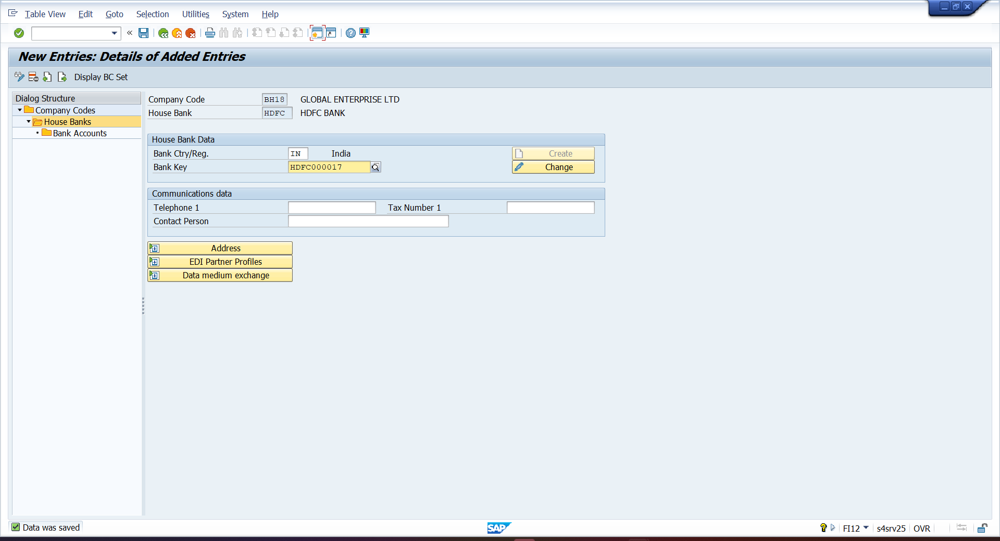 Table View Edit Goto Selection Utilities System Help
New Entries: Details of Added Entries
Display BC Set
Dialog Structure
Company Codes
House Banks
Bank Accounts
Company Code BH18 GLOBAL ENTERPRISE LTD
House Bank HDFC HDFC BANK
House Bank Data
Bank Ctry/Reg. IN India Create
Bank Key HDFC000017 Change
Communications data
Telephone 1 Tax Number 1
Contact Person
Address
EDI Partner Profiles
Data medium exchange
Data was saved SAP FI12 s4srv25 OVR